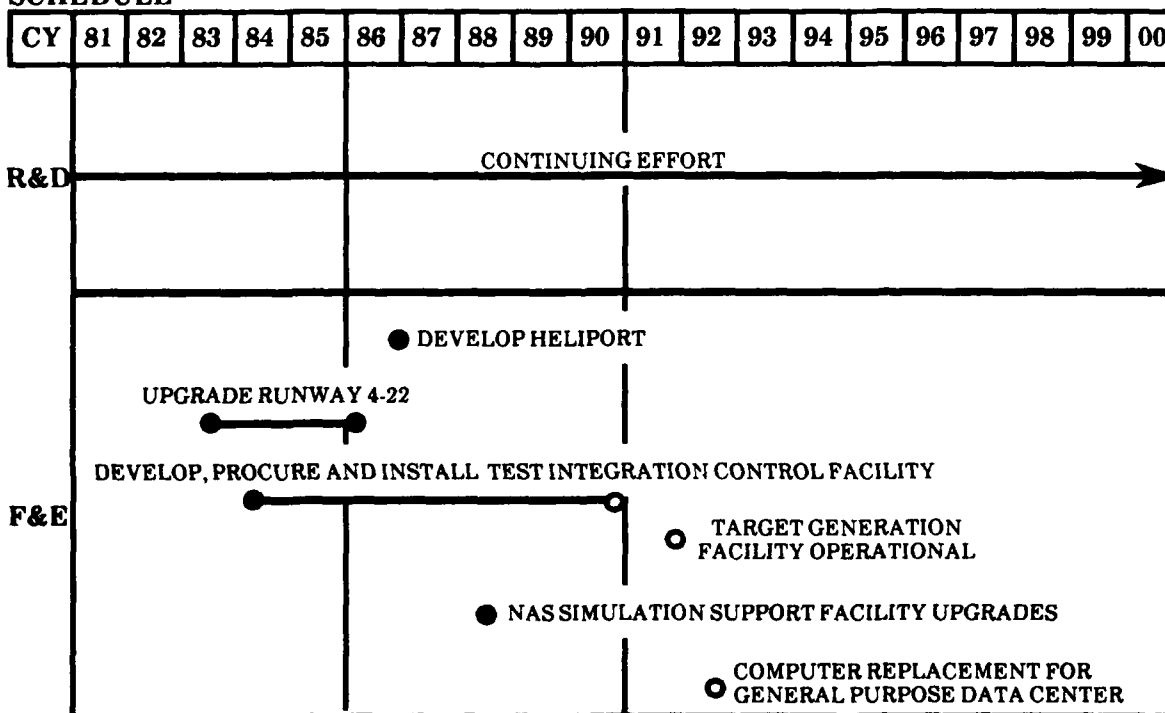 SCHEDULE
CY 81 82 83 84 85 86 87 88 89 90 91 92 93 94 95 96 97 98 99 00
CONTINUING EFFORT
R&D
DEVELOP HELIPORT
UPGRADE RUNWAY 4-22
DEVELOP, PROCURE AND INSTALL TEST INTEGRATION CONTROL FACILITY
F&E
TARGET GENERATION
FACILITY OPERATIONAL
NAS SIMULATION SUPPORT FACILITY UPGRADES
COMPUTER REPLACEMENT FOR
GENERAL PURPOSE DATA CENTER